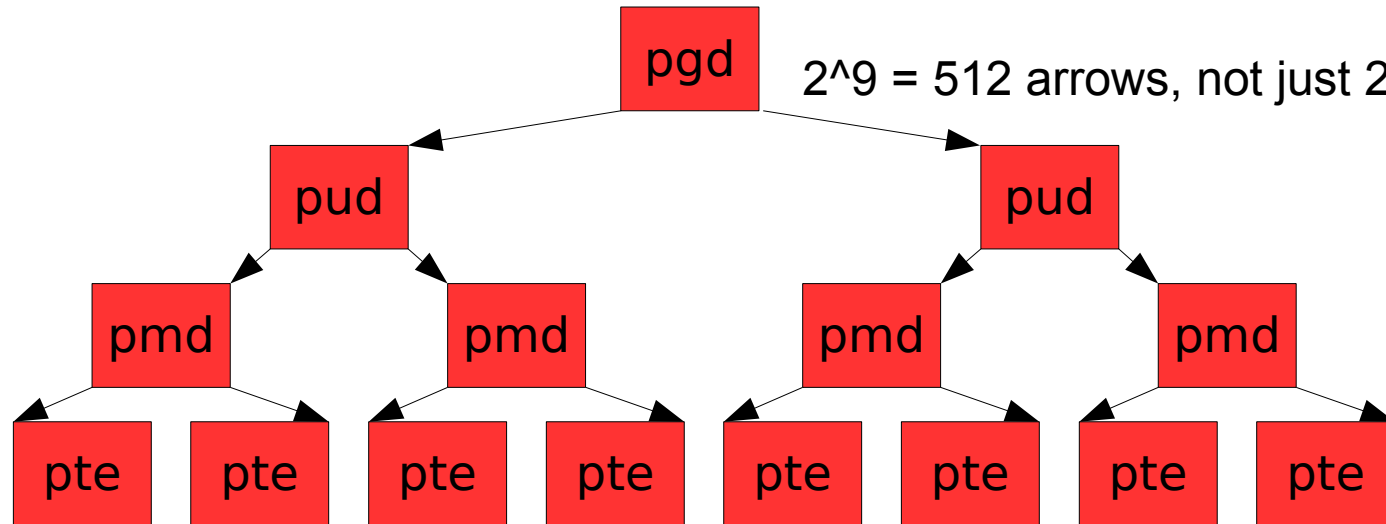 pgd
2^9 = 512 arrows, not just 2
pud pud
pmd pmd pmd pmd
pte pte pte pte pte pte pte pte